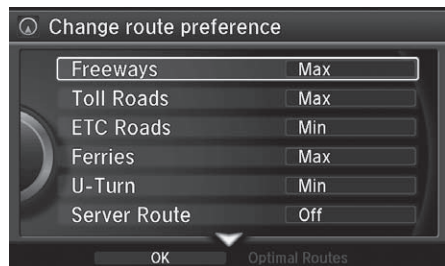 Change route preference
Freeways Max
Toll Roads Max
ETC Roads Min
Ferries Max
U-Turn Min
Server Route Off
OK Optimal Routes